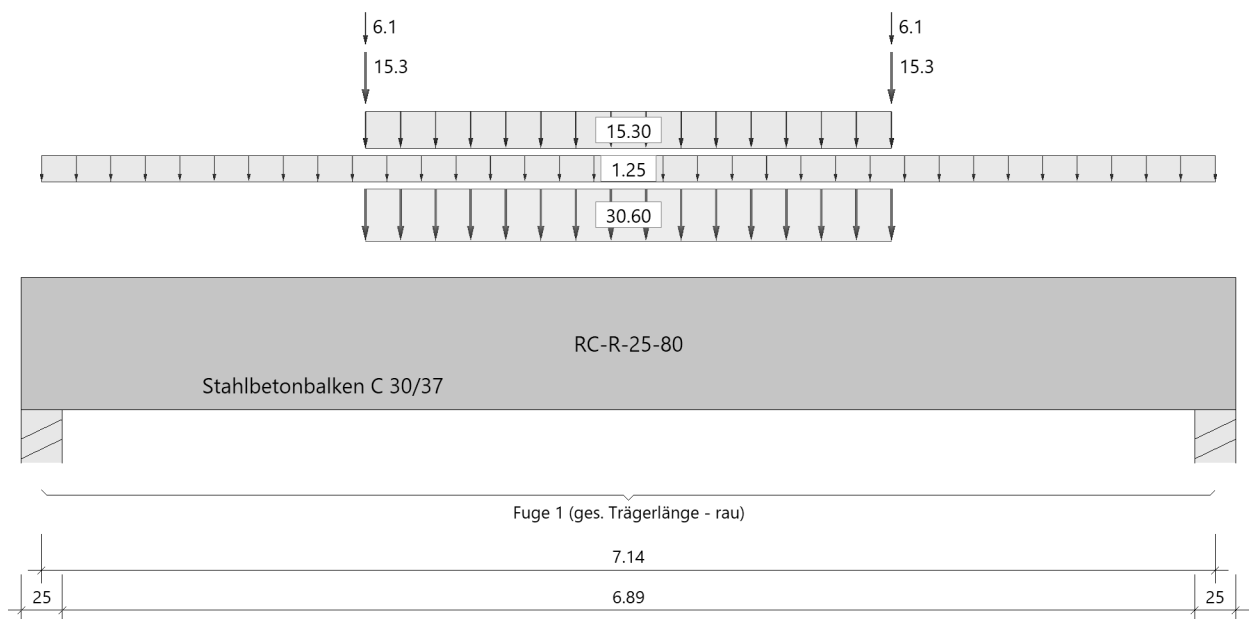 6.1 6.1
15.3 15.3
15.30
1.25
30.60
RC-R-25-80
Stahlbetonbalken C 30/37
Fuge 1 (ges. Trägerlänge - rau)
7.14
25 6.89 25